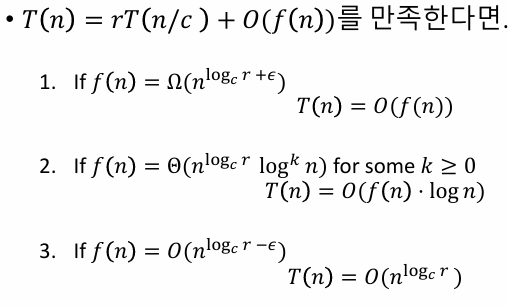 • T(n) = rT(n/c ) + O(f(n))를 만족한다면.
1. If f(n) = Ω(n^{log_c r +ϵ})
T(n) = O(f(n))
2. If f(n) = Θ(n^{log_c r} log^k n) for some k ≥ 0
T(n) = O(f(n) · log n)
3. If f(n) = O(n^{log_c r −ϵ})
T(n) = O(n^{log_c r})